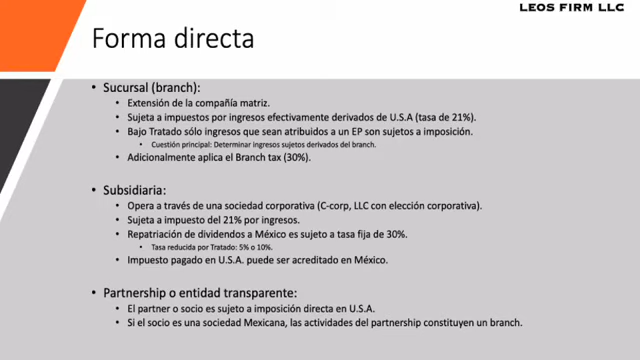 LEOS FIRM LLC
Forma directa
• Sucursal (branch):
• Extensión de la compañía matriz.
• Sujeta a impuestos por ingresos efectivamente derivados de U.S.A (tasa de 21%).
• Bajo Tratado sólo ingresos que sean atribuidos a un EP son sujetos a imposición.
• Cuestión principal: Determinar ingresos sujetos derivados del branch.
• Adicionalmente aplica el Branch tax (30%).
• Subsidiaria:
• Opera a través de una sociedad corporativa (C-corp, LLC con elección corporativa).
• Sujeta a impuesto del 21% por ingresos.
• Repatriación de dividendos a México es sujeto a tasa fija de 30%.
• Tasa reducida por Tratado: 5% o 10%.
• Impuesto pagado en U.S.A. puede ser acreditado en México.
• Partnership o entidad transparente:
• El partner o socio es sujeto a imposición directa en U.S.A.
• Si el socio es una sociedad Mexicana, las actividades del partnership constituyen un branch.